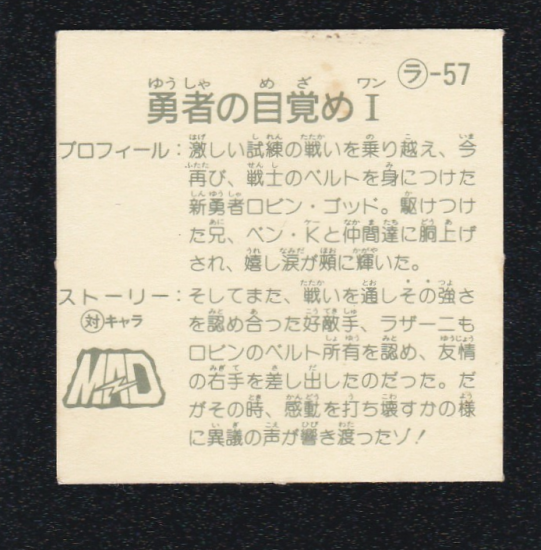 ラ-57
勇者の目覚めI
プロフィール：激しい試練の戦いを乗り越え、今
再び、戦士のベルトを身につけた
新勇者ロビン・ゴッド。駆けつけ
た兄、ベン・Kと仲間達に胴上げ
され、嬉し涙が頬に輝いた。
ストーリー：そしてまた、戦いを通しその強さ
対キャラ
を認め合った好敵手、ラザーニも
ロビンのベルト所有を認め、友情
の右手を差し出したのだった。だ
がその時、感動を打ち壊すかの様
に異議の声が響き渡ったゾ！
MAD